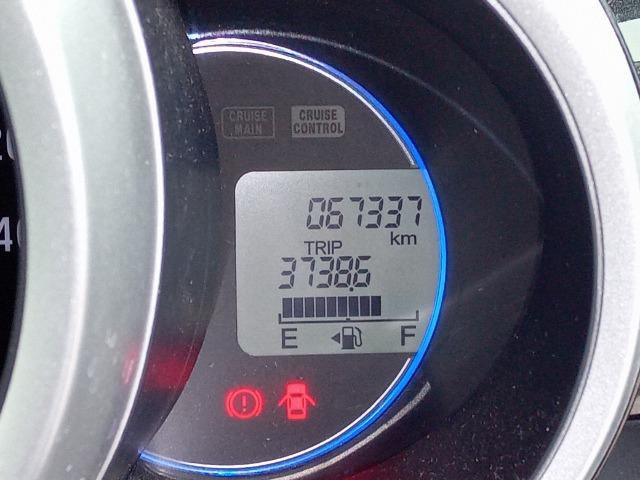 CRUISE
MAIN
CRUISE
CONTROL
067337
km
TRIP
3738.6
E F